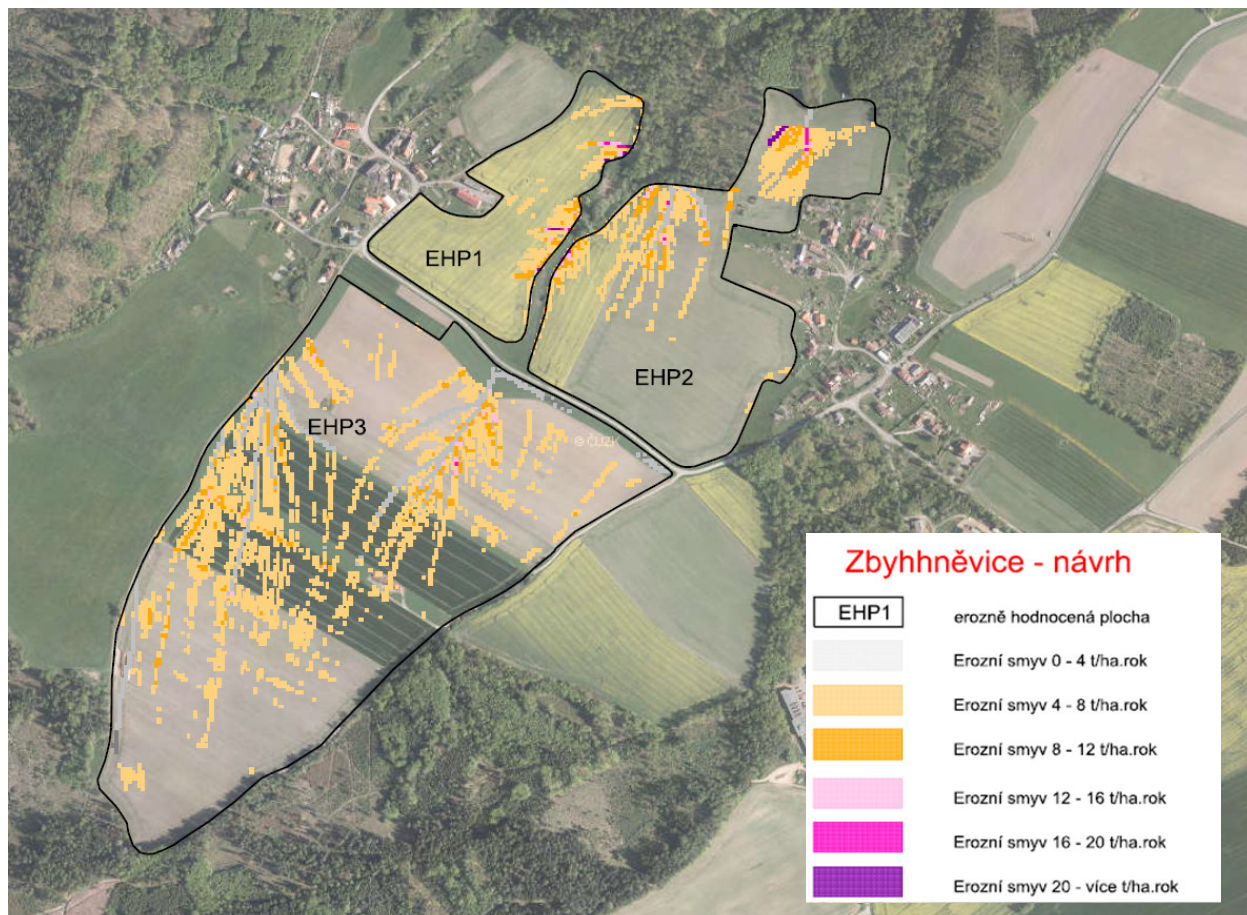 EHP1
EHP2
EHP3
© ČÚZK
Zbyhhněvice - návrh
EHP1 erozně hodnocená plocha
Erozní smyv 0 - 4 t/ha.rok
Erozní smyv 4 - 8 t/ha.rok
Erozní smyv 8 - 12 t/ha.rok
Erozní smyv 12 - 16 t/ha.rok
Erozní smyv 16 - 20 t/ha.rok
Erozní smyv 20 - více t/ha.rok